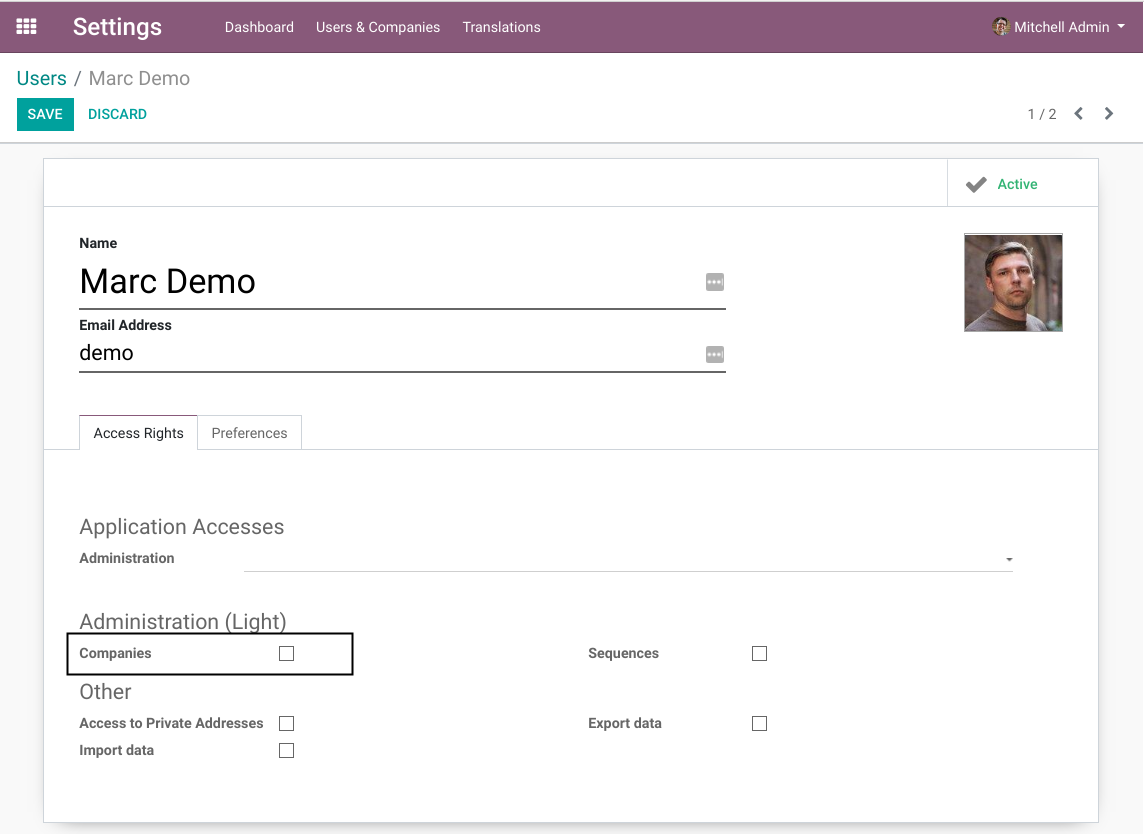 Settings Dashboard Users & Companies Translations Mitchell Admin
Users / Marc Demo
SAVE DISCARD 1 / 2
Active
Name
Marc Demo
Email Address
demo
Access Rights Preferences
Application Accesses
Administration
Administration (Light)
Companies Sequences
Other
Access to Private Addresses Export data
Import data